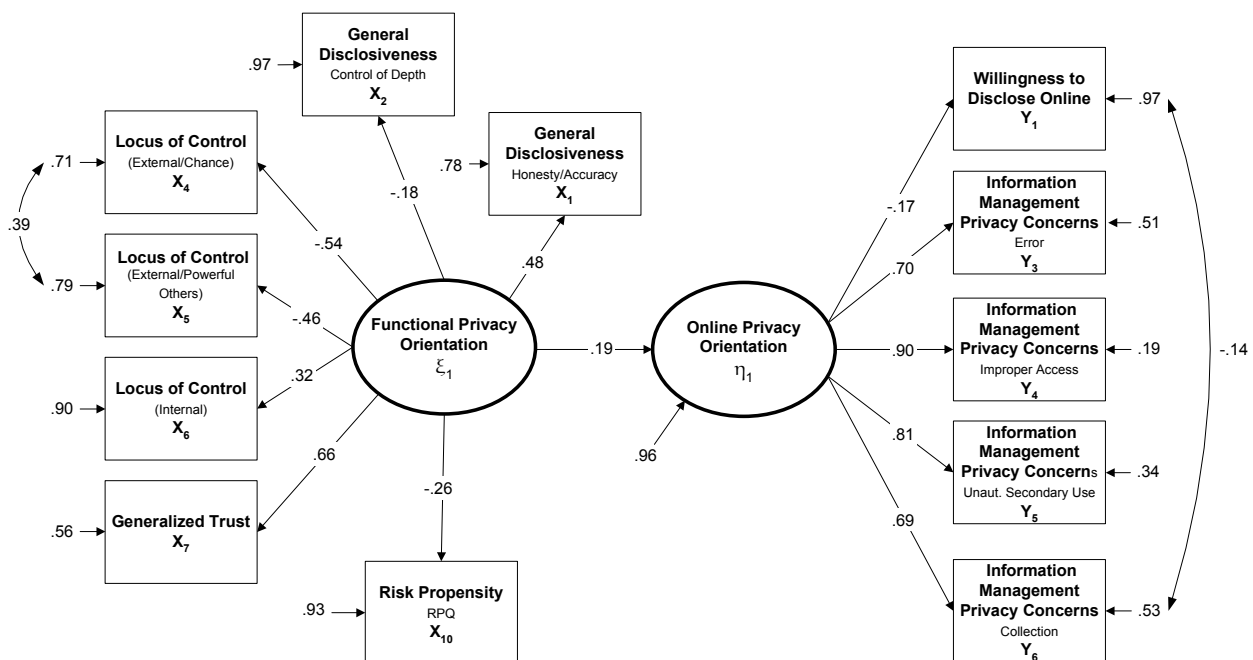 General
Disclosiveness
Control of Depth
X2
.97
General
Disclosiveness
Honesty/Accuracy
X1
.78
Locus of Control
(External/Chance)
X4
.71
.39
Locus of Control
(External/Powerful
Others)
X5
.79
Locus of Control
(Internal)
X6
.90
Generalized Trust
X7
.56
Risk Propensity
RPQ
X10
.93
-.18
.48
-.54
-.46
.32
.66
-.26
Functional Privacy
Orientation
ξ1
.19
Online Privacy
Orientation
η1
.96
-.17
.70
.90
.81
.69
Willingness to
Disclose Online
Y1
.97
Information
Management
Privacy Concerns
Error
Y3
.51
Information
Management
Privacy Concerns
Improper Access
Y4
.19
-.14
Information
Management
Privacy Concerns
Unaut. Secondary Use
Y5
.34
Information
Management
Privacy Concerns
Collection
Y6
.53